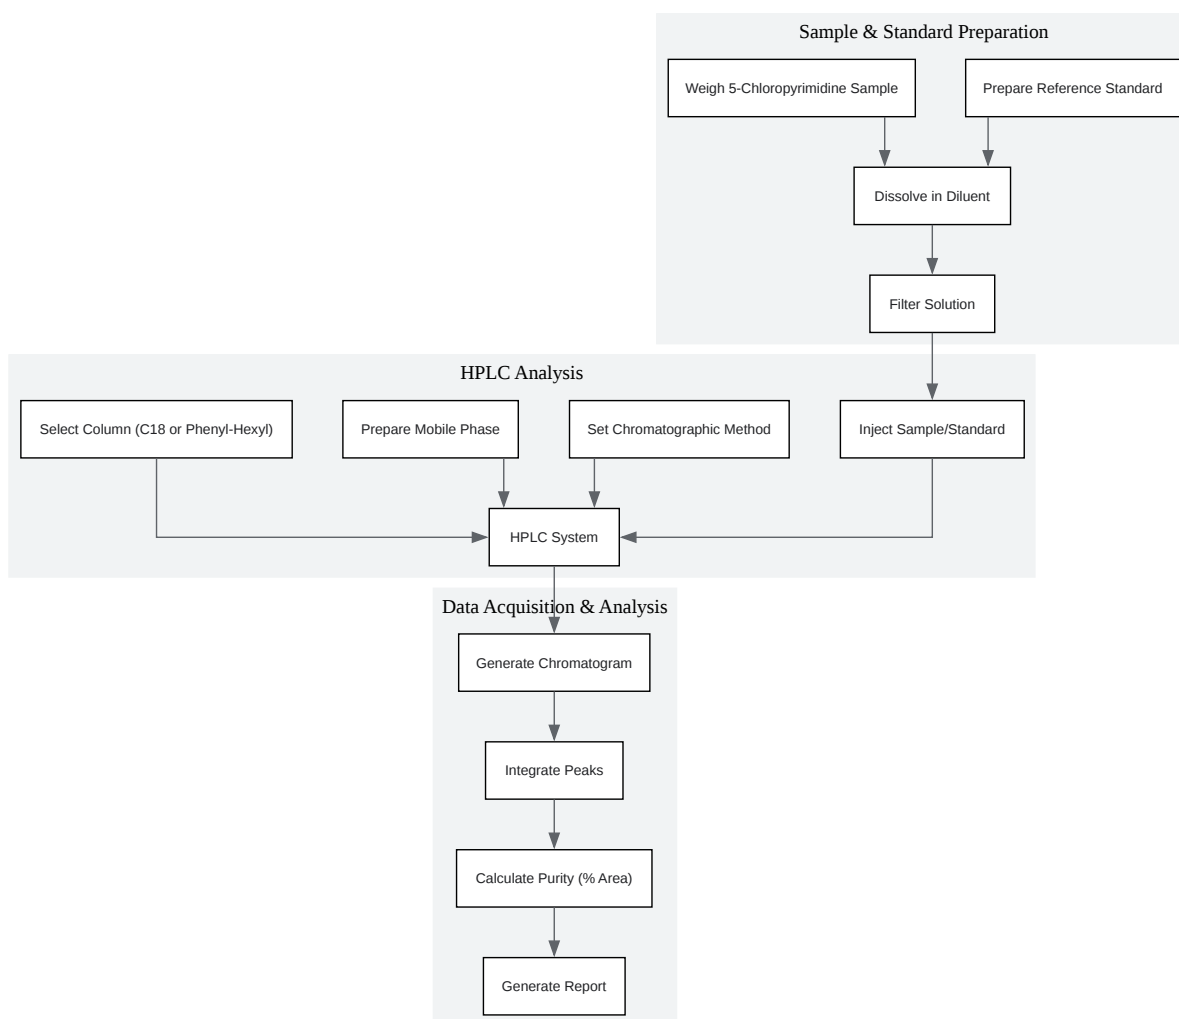 Sample & Standard Preparation
Weigh 5-Chloropyrimidine Sample
Prepare Reference Standard
Dissolve in Diluent
Filter Solution
HPLC Analysis
Select Column (C18 or Phenyl-Hexyl)
Prepare Mobile Phase
Set Chromatographic Method
Inject Sample/Standard
HPLC System
Data Acquisition & Analysis
Generate Chromatogram
Integrate Peaks
Calculate Purity (% Area)
Generate Report